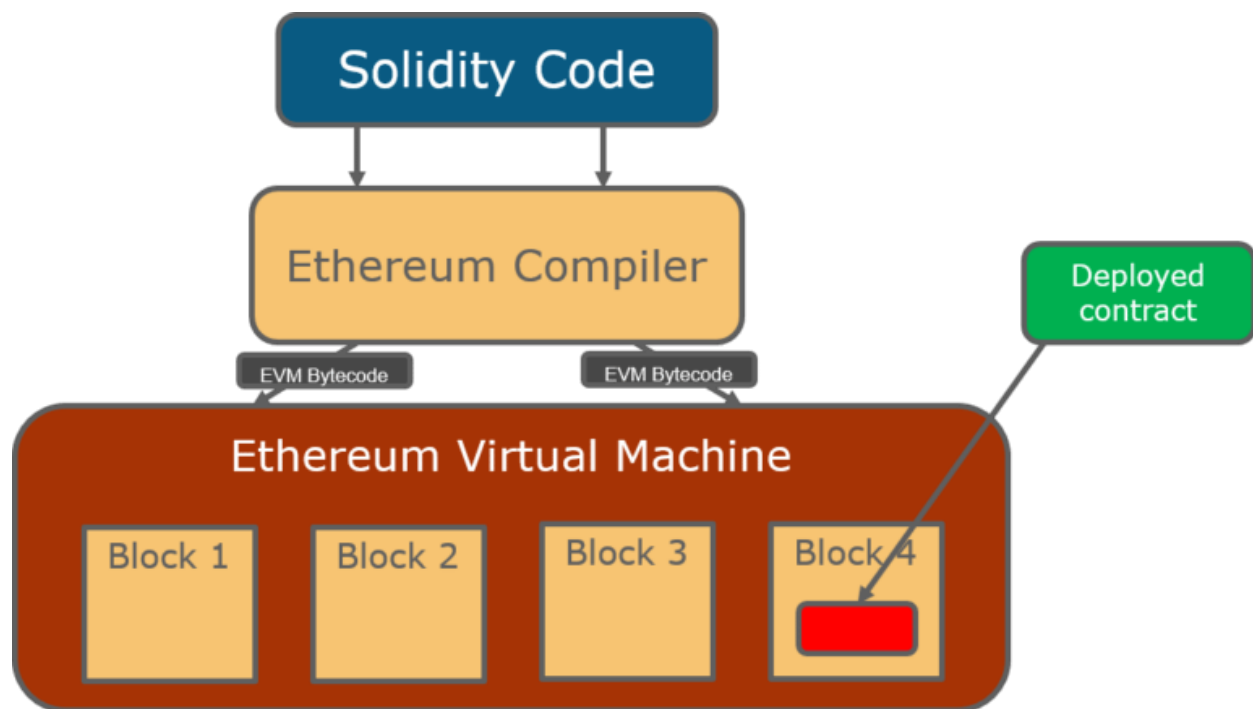 Solidity Code
Ethereum Compiler
Deployed
contract
EVM Bytecode
EVM Bytecode
Ethereum Virtual Machine
Block 1
Block 2
Block 3
Block 4